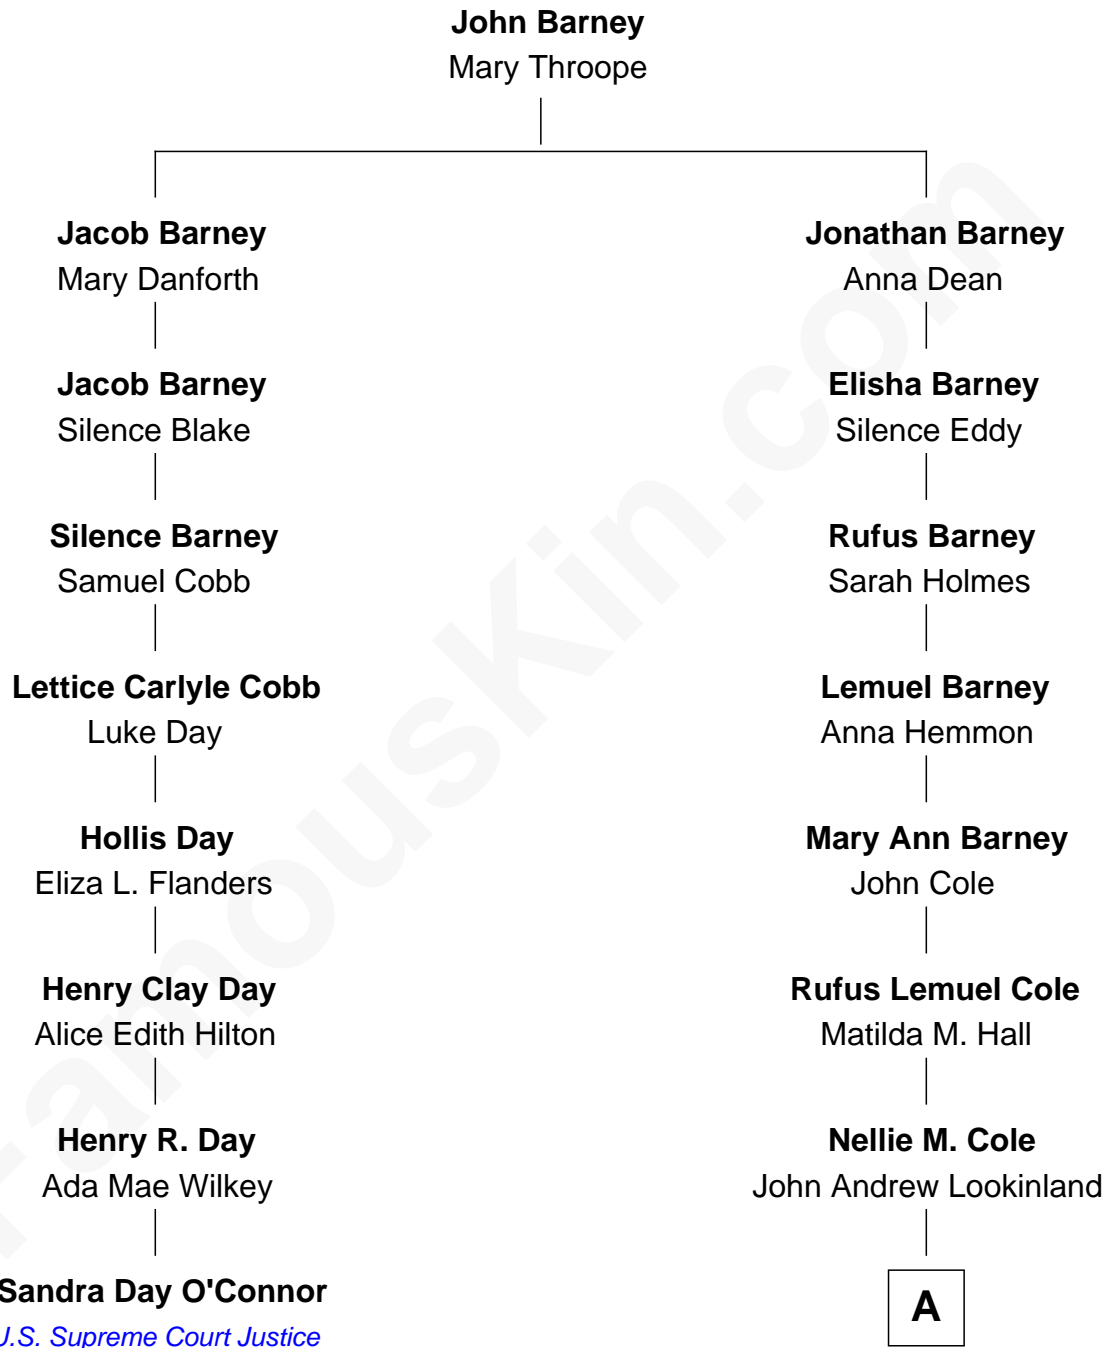 John Barney
Mary Throope
Jacob Barney
Mary Danforth
Jonathan Barney
Anna Dean
Jacob Barney
Silence Blake
Elisha Barney
Silence Eddy
Silence Barney
Samuel Cobb
Rufus Barney
Sarah Holmes
Lettice Carlyle Cobb
Luke Day
Lemuel Barney
Anna Hemmon
Hollis Day
Eliza L. Flanders
Mary Ann Barney
John Cole
Henry Clay Day
Alice Edith Hilton
Rufus Lemuel Cole
Matilda M. Hall
Henry R. Day
Ada Mae Wilkey
Nellie M. Cole
John Andrew Lookinland
Sandra Day O'Connor
U.S. Supreme Court Justice
A
FamousKin.com